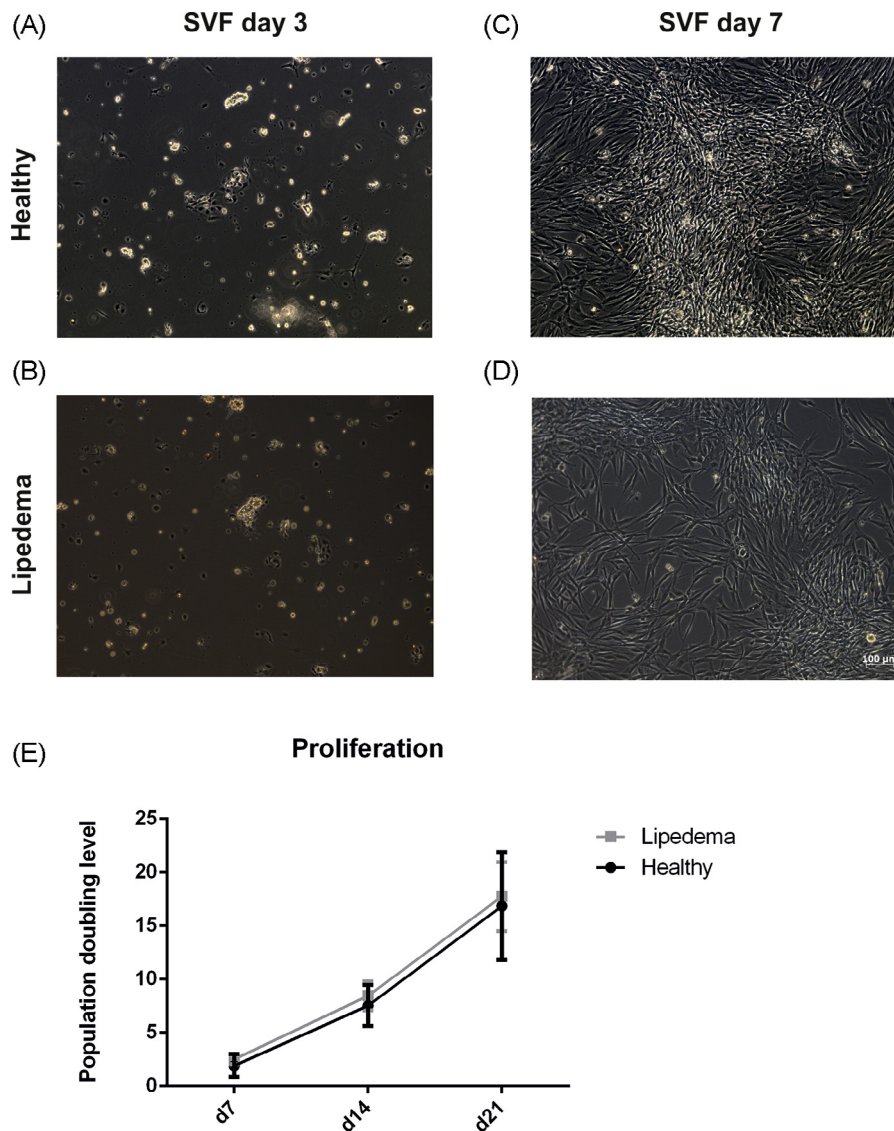 (A)
SVF day 3
(C)
SVF day 7
Healthy
(B)
(D)
Lipedema
100 µm
(E)
Proliferation
Population doubling level
25
20
15
10
5
0
d7
d14
d21
Lipedema
Healthy